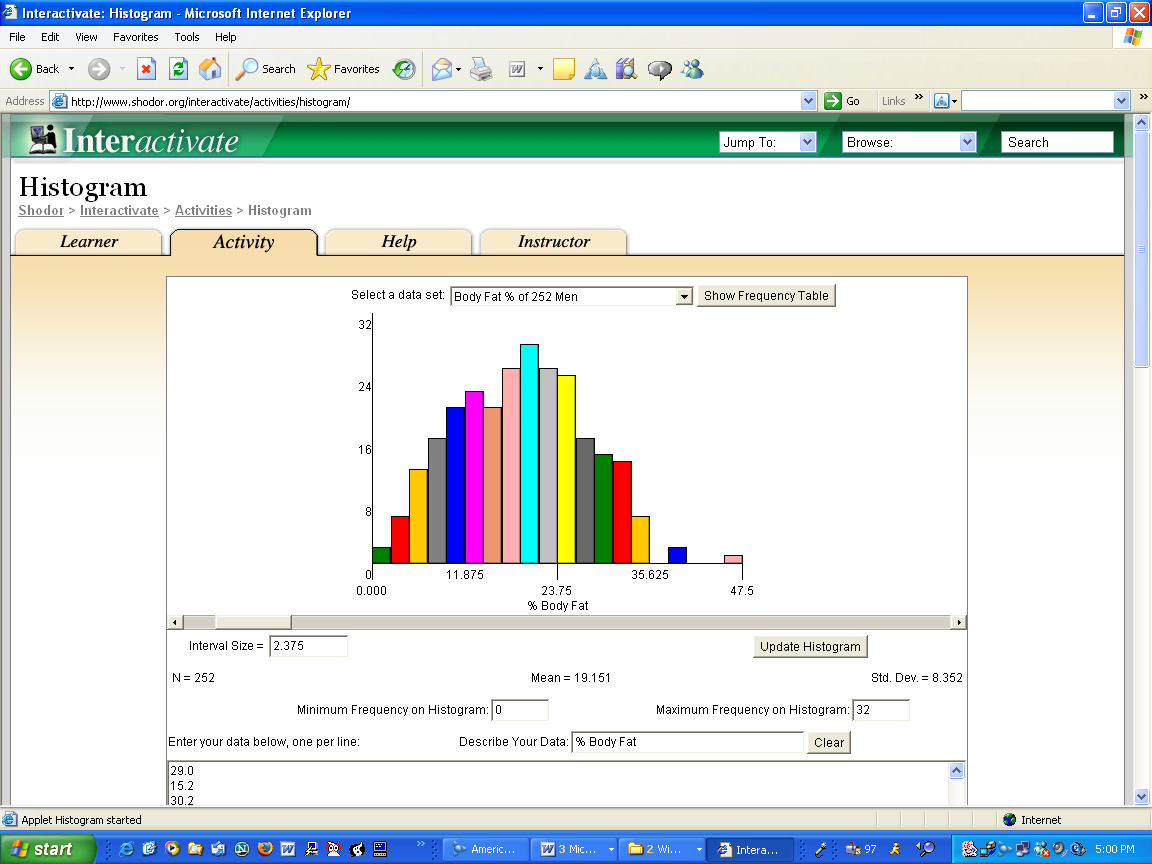 Interactivate: Histogram - Microsoft Internet Explorer
File Edit View Favorites Tools Help
Back Search Favorites
Address http://www.shodor.org/interactivate/activities/histogram/ Go Links »
Interactivate Jump To: Browse: Search
Histogram
Shodor > Interactivate > Activities > Histogram
Learner Activity Help Instructor
Select a data set: Body Fat % of 252 Men Show Frequency Table
32
24
16
8
0
11.875 35.625
0.000 23.75 47.5
% Body Fat
Interval Size = 2.375 Update Histogram
N = 252 Mean = 19.151 Std. Dev. = 8.352
Minimum Frequency on Histogram: 0 Maximum Frequency on Histogram: 32
Enter your data below, one per line: Describe Your Data: % Body Fat Clear
29.0
15.2
30.2
Applet Histogram started Internet
start Americ... 3 Mic... 2 Wi... Intera... 97 5:00 PM